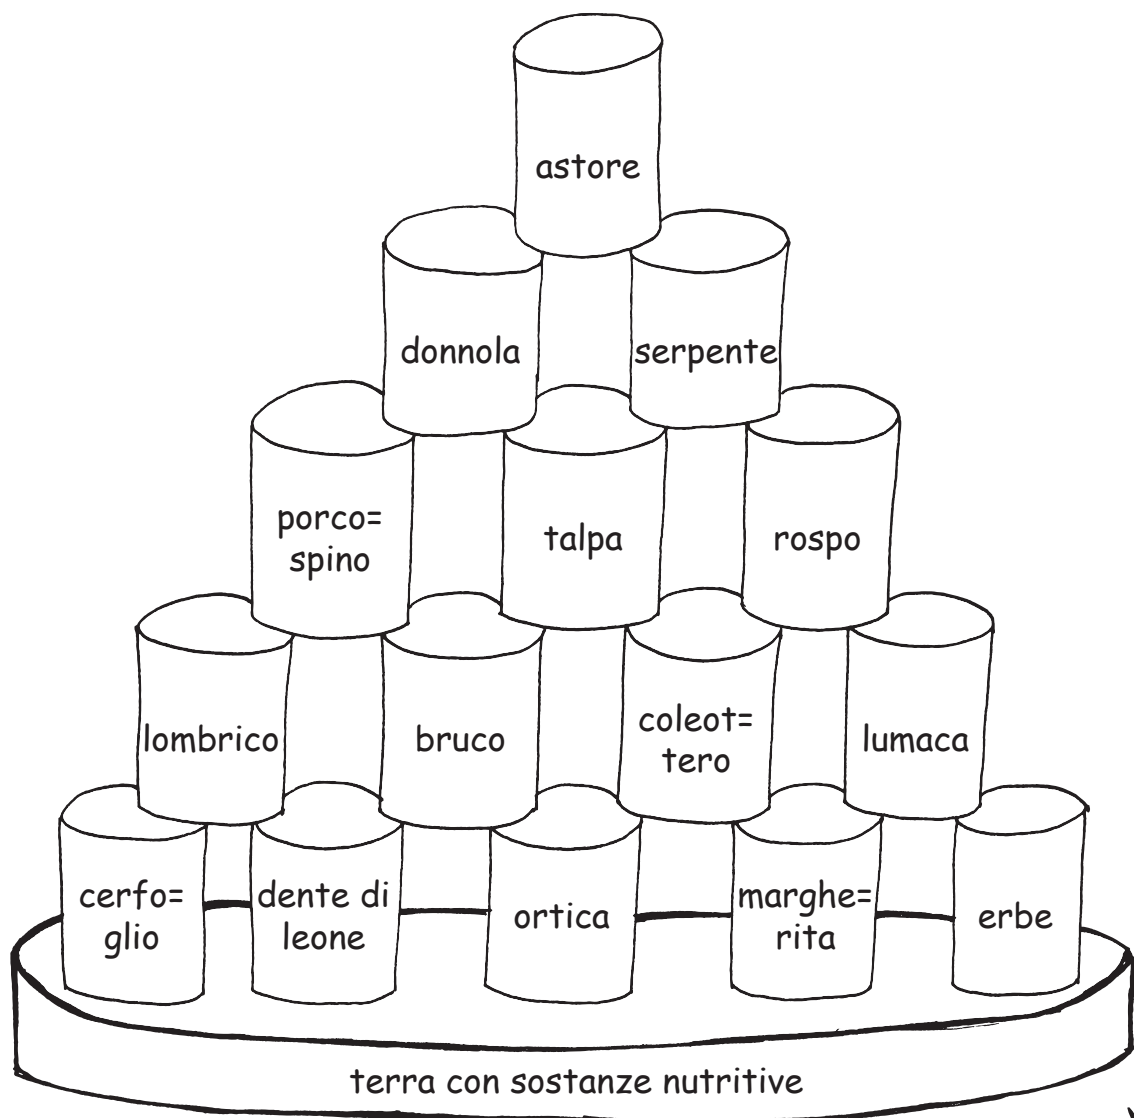 astore
donnola
serpente
porco=
spino
talpa
rospo
lombrico
bruco
coleot=
tero
lumaca
cerfo=
glio
dente di
leone
ortica
marghe=
rita
erbe
terra con sostanze nutritive